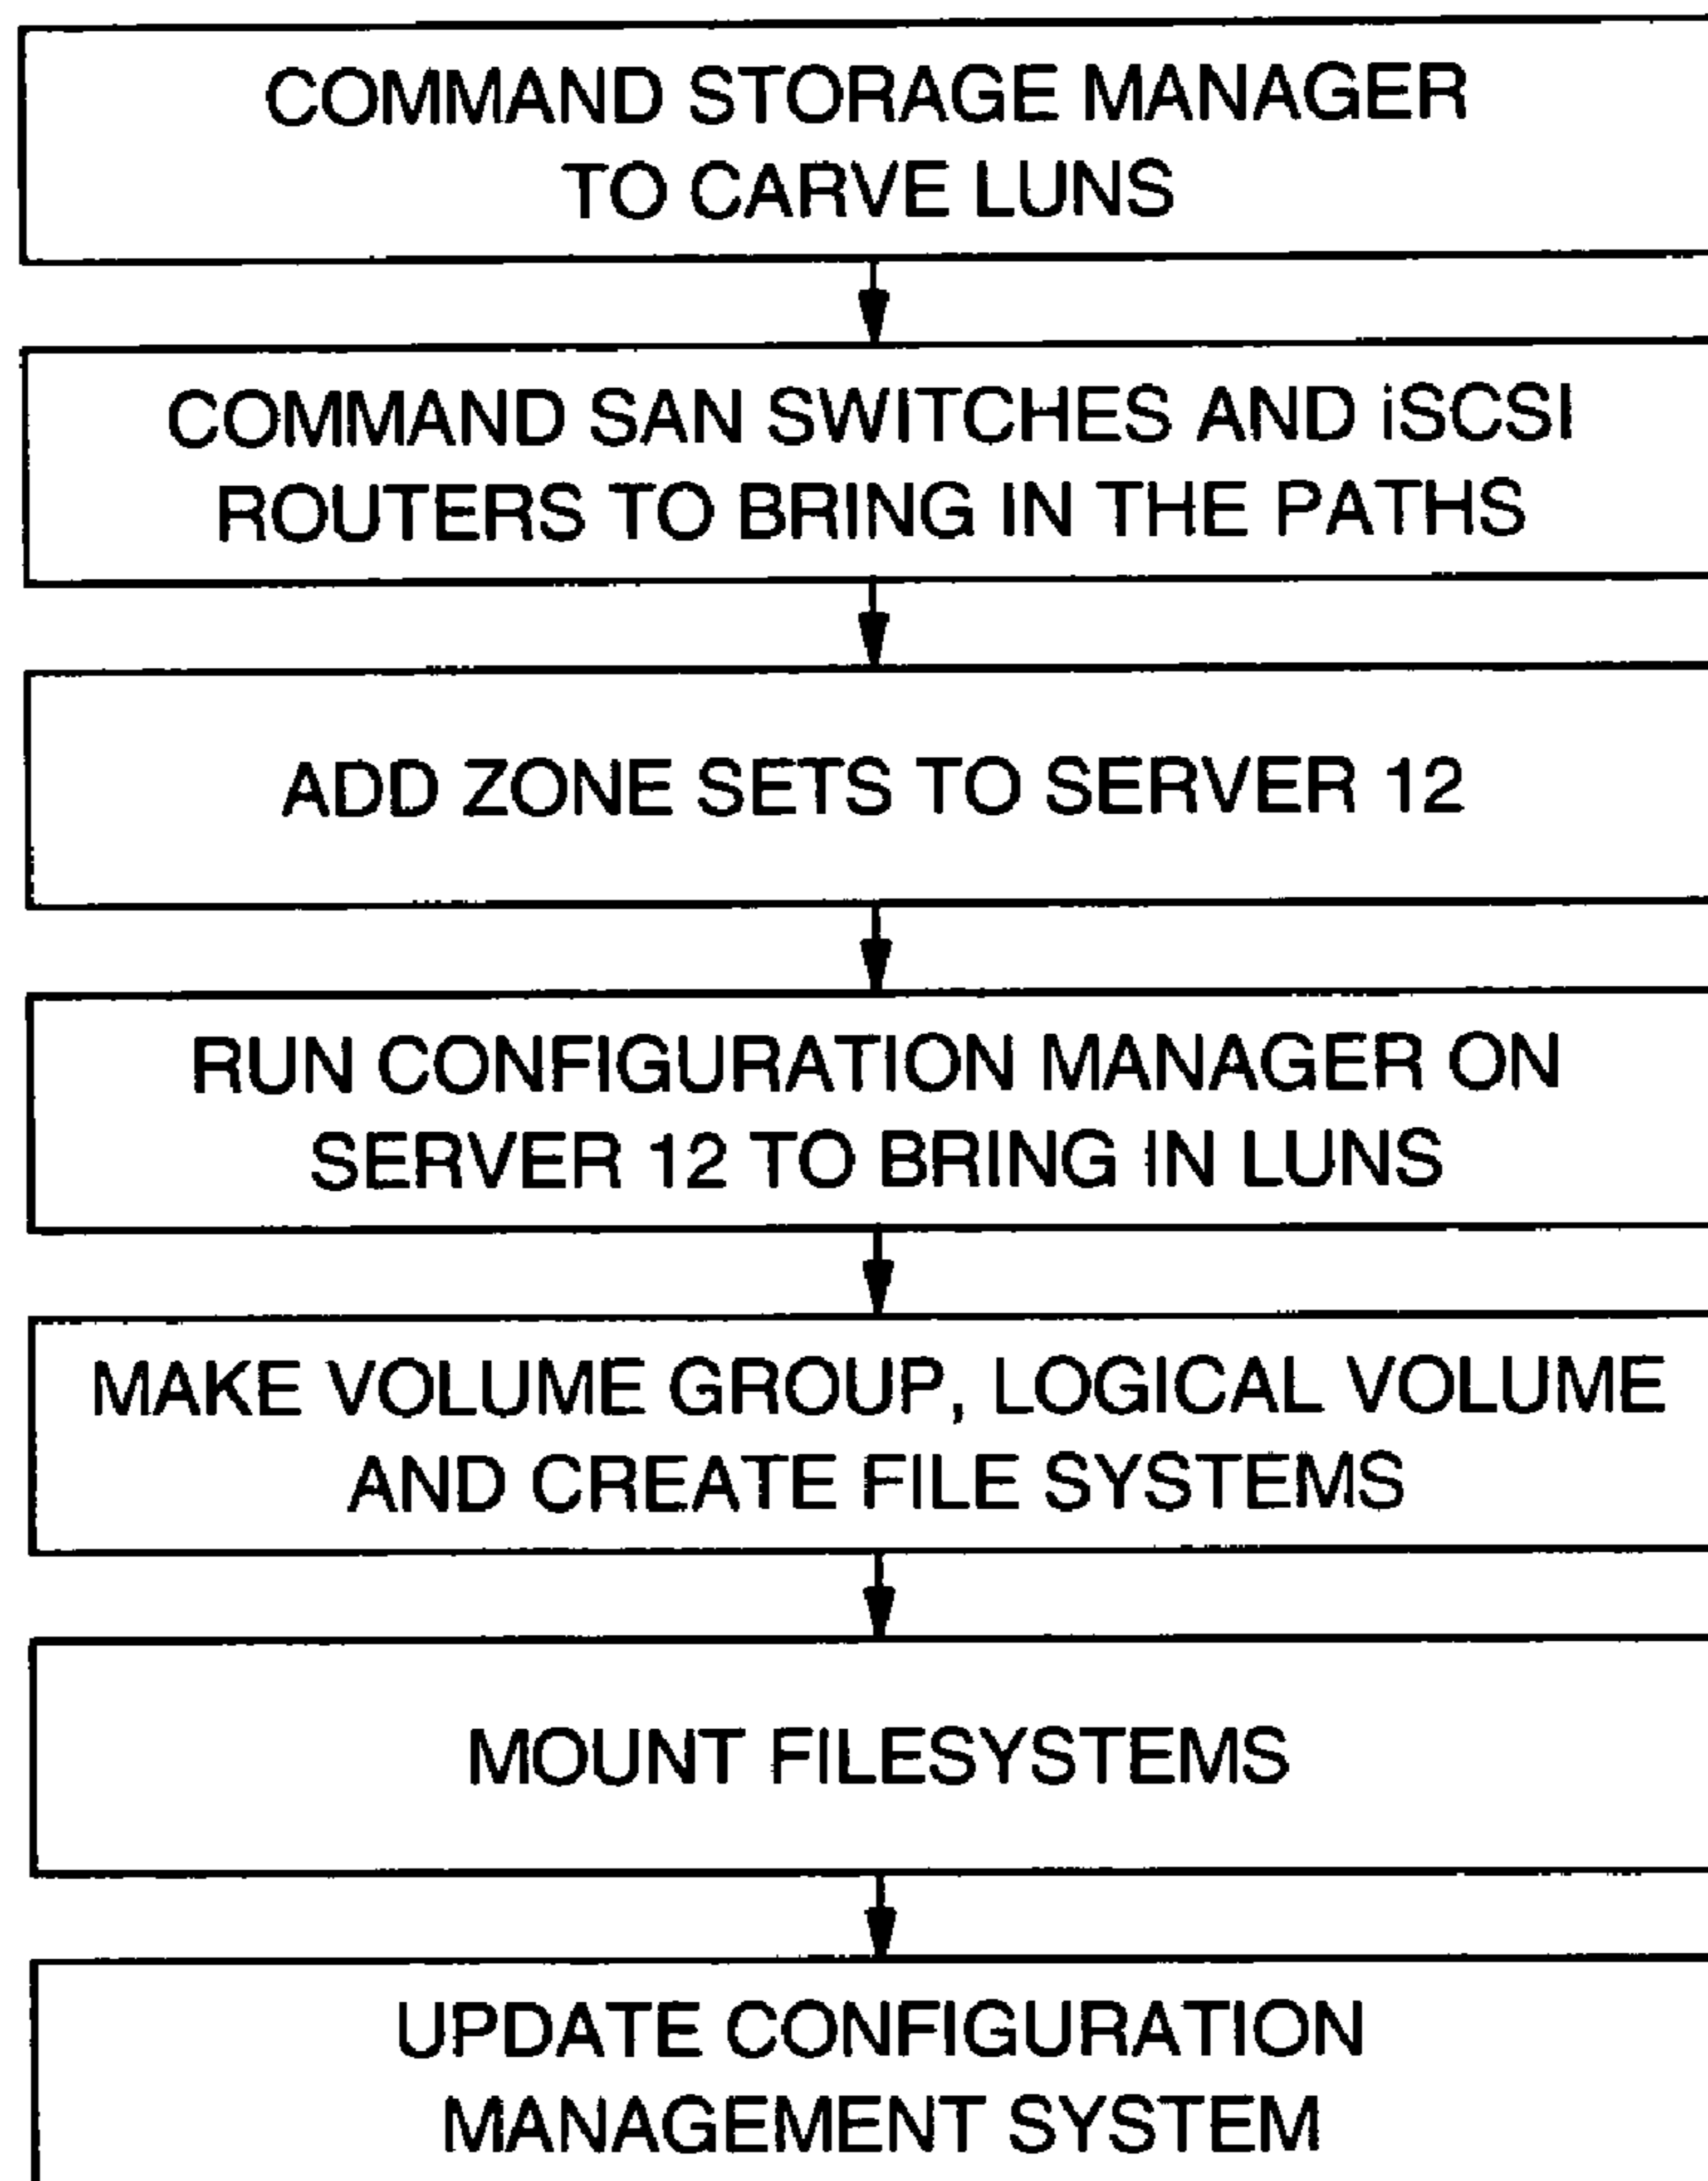 COMMAND STORAGE MANAGER
TO CARVE LUNS
COMMAND SAN SWITCHES AND iSCSI
ROUTERS TO BRING IN THE PATHS
ADD ZONE SETS TO SERVER 12
RUN CONFIGURATION MANAGER ON
SERVER 12 TO BRING IN LUNS
MAKE VOLUME GROUP, LOGICAL VOLUME
AND CREATE FILE SYSTEMS
MOUNT FILESYSTEMS
UPDATE CONFIGURATION
MANAGEMENT SYSTEM